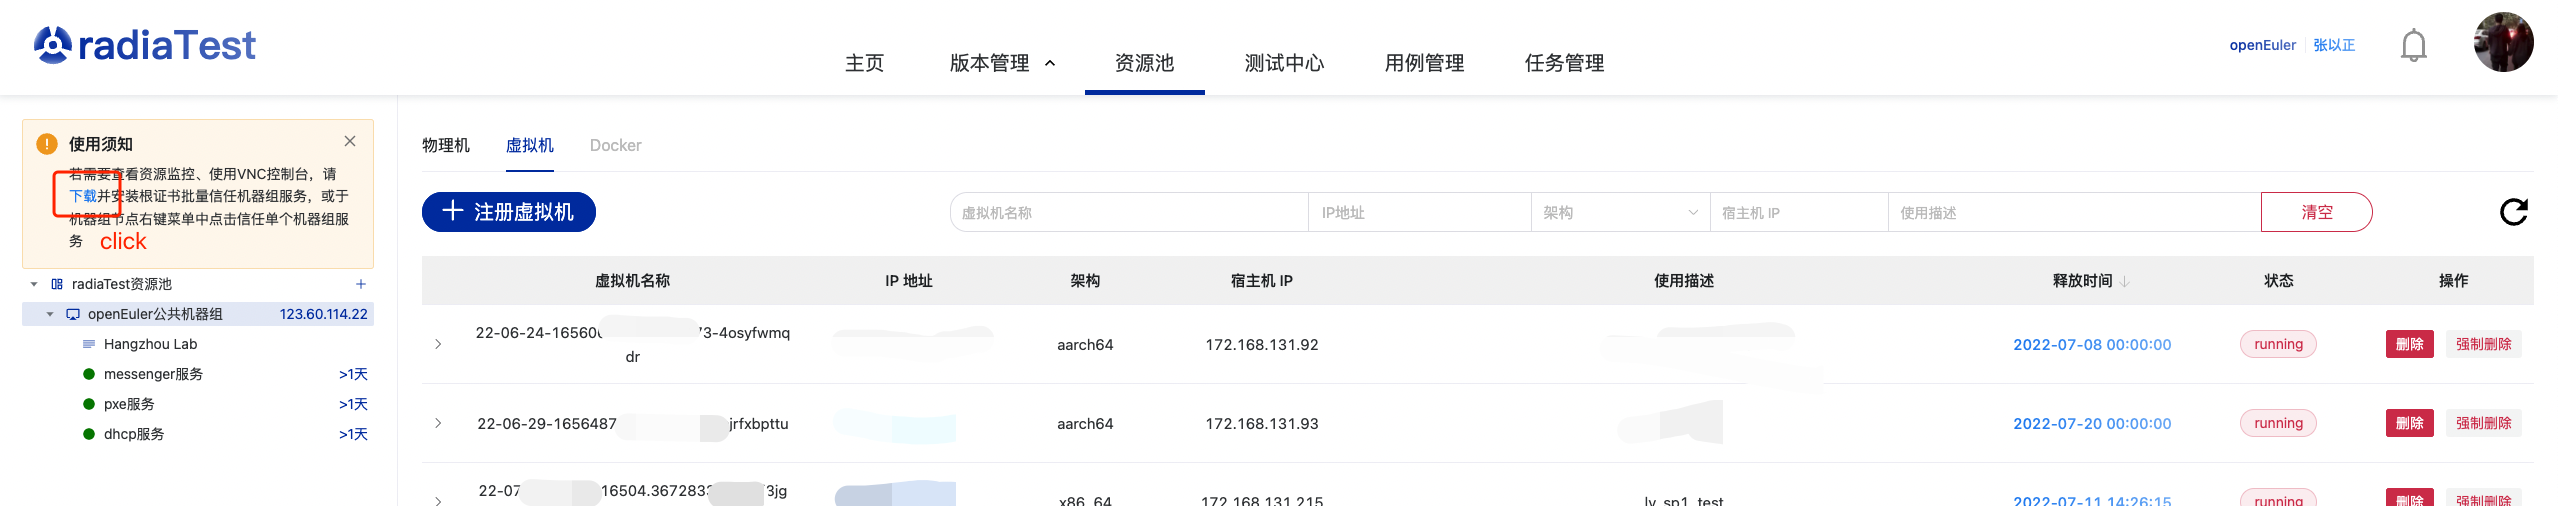 radiaTest
主页
版本管理
资源池
测试中心
用例管理
任务管理
openEuler
张以正
使用须知
若需要查看资源监控、使用VNC控制台，请
下载并安装根证书批量信任机器组服务，或于
机器组节点右键菜单中点击信任单个机器组服
务
click
radiaTest资源池
openEuler公共机器组 123.60.114.22
Hangzhou Lab
messenger服务 >1天
pxe服务 >1天
dhcp服务 >1天
物理机 虚拟机 Docker
注册虚拟机
虚拟机名称 IP地址 架构 宿主机 IP 使用描述 清空
虚拟机名称 IP 地址 架构 宿主机 IP 使用描述 释放时间 状态 操作
22-06-24-16560 73-4osyfwmq
dr
aarch64 172.168.131.92 2022-07-08 00:00:00 running 删除 强制删除
22-06-29-1656487 jrfxbpttu aarch64 172.168.131.93 2022-07-20 00:00:00 running 删除 强制删除
22-07 16504.367283 3jg
x86_64 172.168.131.215 ly_sp1_test 2022-07-11 14:26:15 running 删除 强制删除